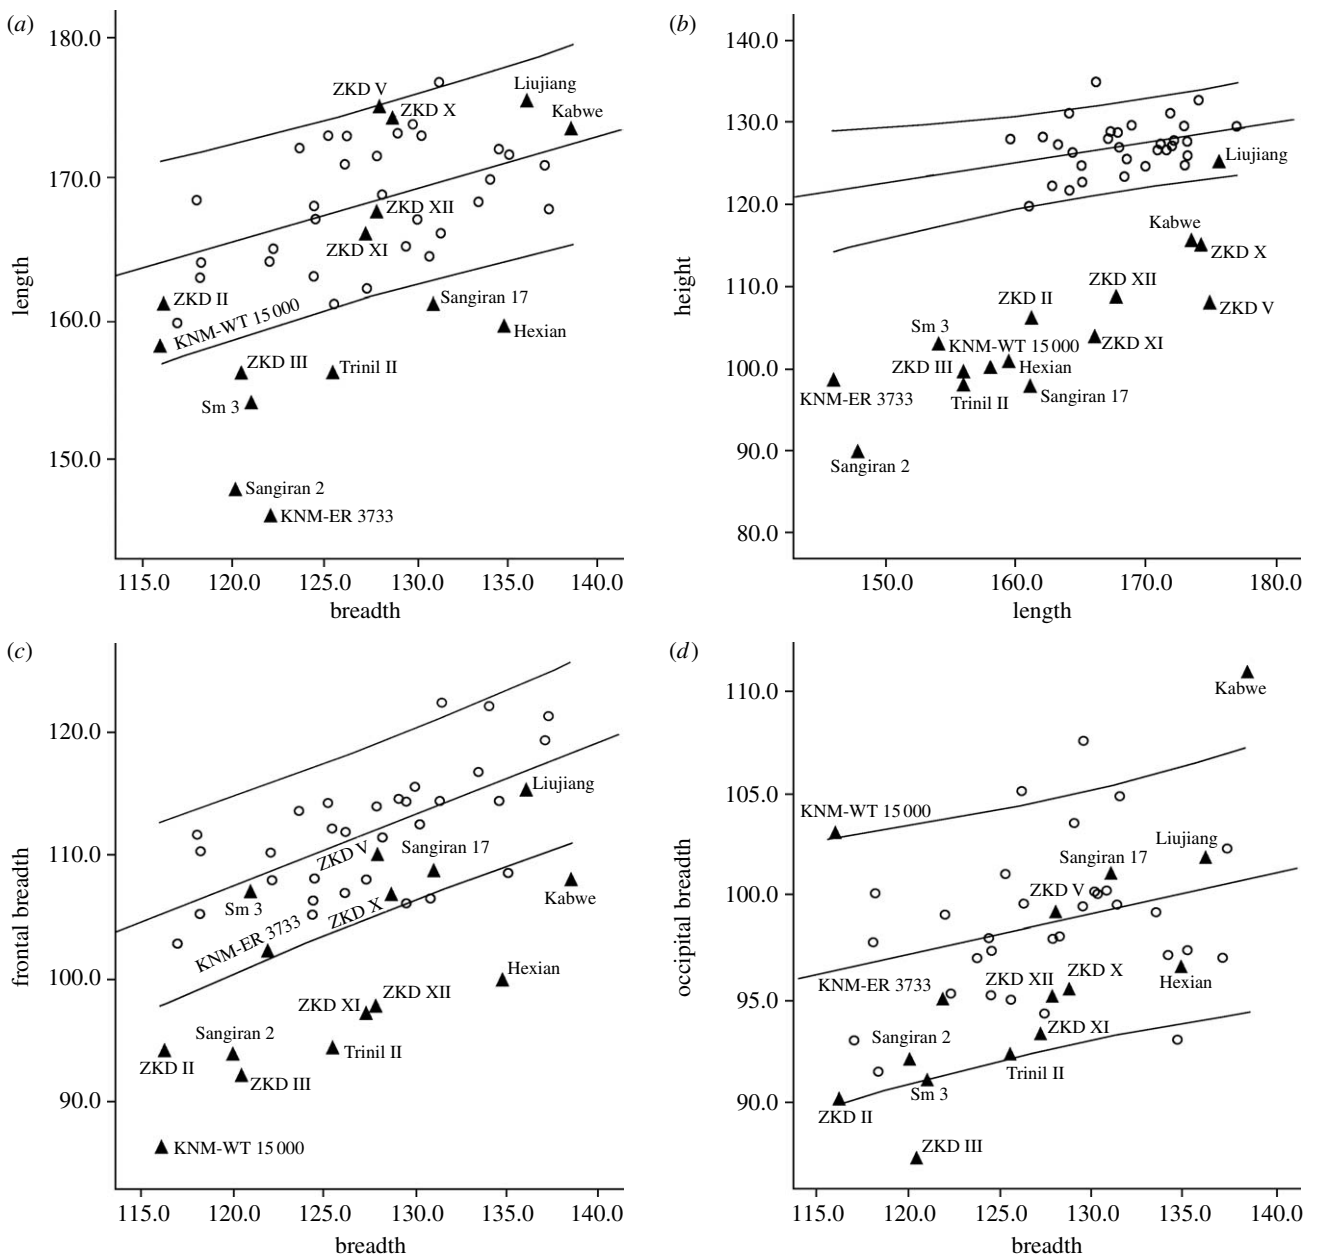 (a)
180.0
170.0
160.0
150.0
length
ZKD V
ZKD X
Liujiang
Kabwe
ZKD XII
ZKD XI
ZKD II
KNM-WT 15 000
Sangiran 17
Hexian
ZKD III
Trinil II
Sm 3
Sangiran 2
KNM-ER 3733
115.0 120.0 125.0 130.0 135.0 140.0
breadth
(b)
140.0
130.0
120.0
110.0
100.0
90.0
80.0
height
Liujiang
Kabwe
ZKD X
ZKD XII
ZKD II
ZKD V
Sm 3
KNM-WT 15 000
ZKD XI
ZKD III
Hexian
KNM-ER 3733
Trinil II
Sangiran 17
Sangiran 2
150.0 160.0 170.0 180.0
length
(c)
120.0
110.0
100.0
90.0
frontal breadth
Liujiang
ZKD V
Sangiran 17
Sm 3
ZKD X
Kabwe
KNM-ER 3733
Hexian
ZKD XI
ZKD XII
Sangiran 2
Trinil II
ZKD II
ZKD III
KNM-WT 15 000
115.0 120.0 125.0 130.0 135.0 140.0
breadth
(d)
110.0
105.0
100.0
95.0
90.0
occipital breadth
Kabwe
KNM-WT 15 000
Liujiang
Sangiran 17
ZKD V
ZKD X
ZKD XII
Hexian
KNM-ER 3733
ZKD XI
Sangiran 2
Trinil II
Sm 3
ZKD II
ZKD III
115.0 120.0 125.0 130.0 135.0 140.0
breadth